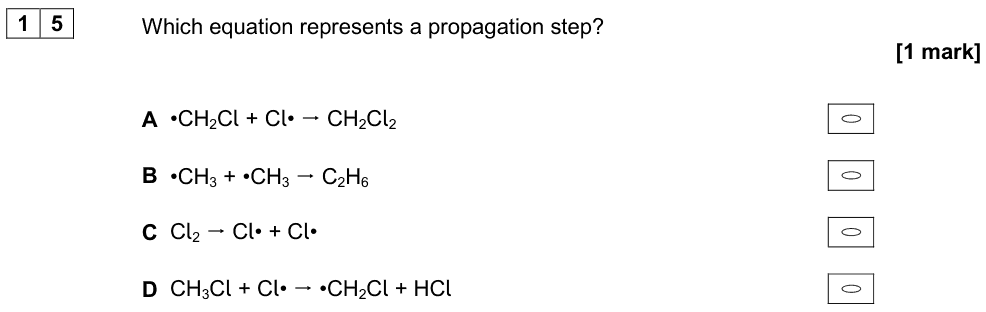 1 5 Which equation represents a propagation step?
[1 mark]
A •CH₂Cl + Cl• → CH₂Cl₂
B •CH₃ + •CH₃ → C₂H₆
C Cl₂ → Cl• + Cl•
D CH₃Cl + Cl• → •CH₂Cl + HCl